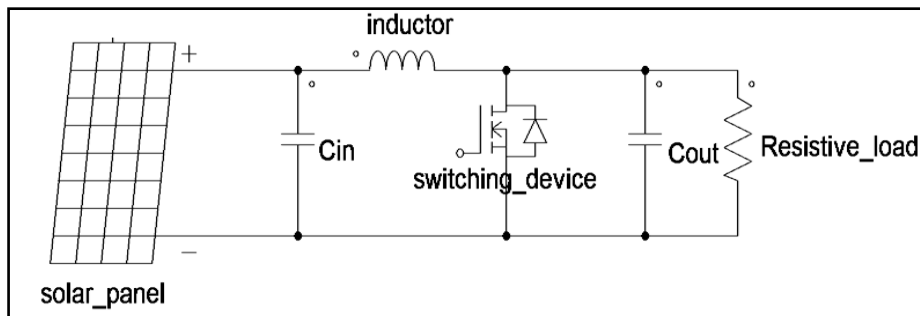 inductor
+
Cin
switching_device
Cout
Resistive_load
−
solar_panel